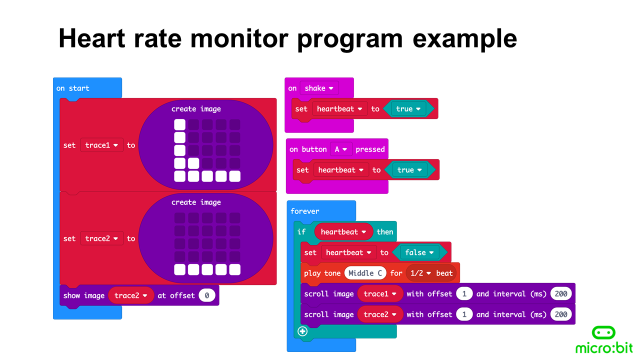 Heart rate monitor program example
on start
create image
set trace1 to
create image
set trace2 to
show image trace2 at offset 0
on shake
set heartbeat to true
on button A pressed
set heartbeat to true
forever
if heartbeat then
set heartbeat to false
play tone Middle C for 1/2 beat
scroll image trace1 with offset 1 and interval (ms) 200
scroll image trace2 with offset 1 and interval (ms) 200
micro:bit